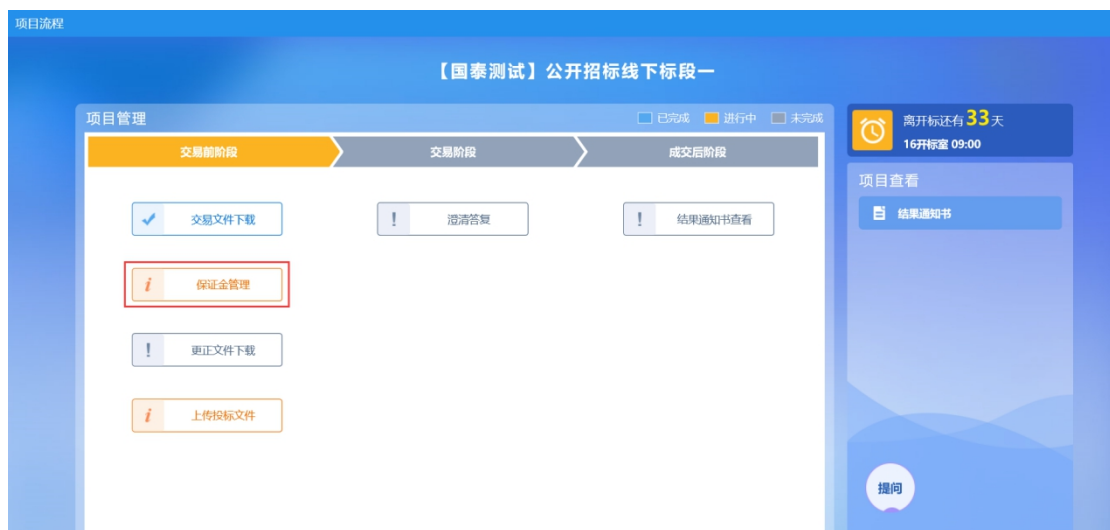 项目流程
【国泰测试】公开招标线下标段一
项目管理
已完成 进行中 未完成
交易前阶段 交易阶段 成交后阶段
交易文件下载 澄清答复 结果通知书查看
保证金管理
更正文件下载
上传投标文件
离开标还有33天
16开标室 09:00
项目查看
结果通知书
提问